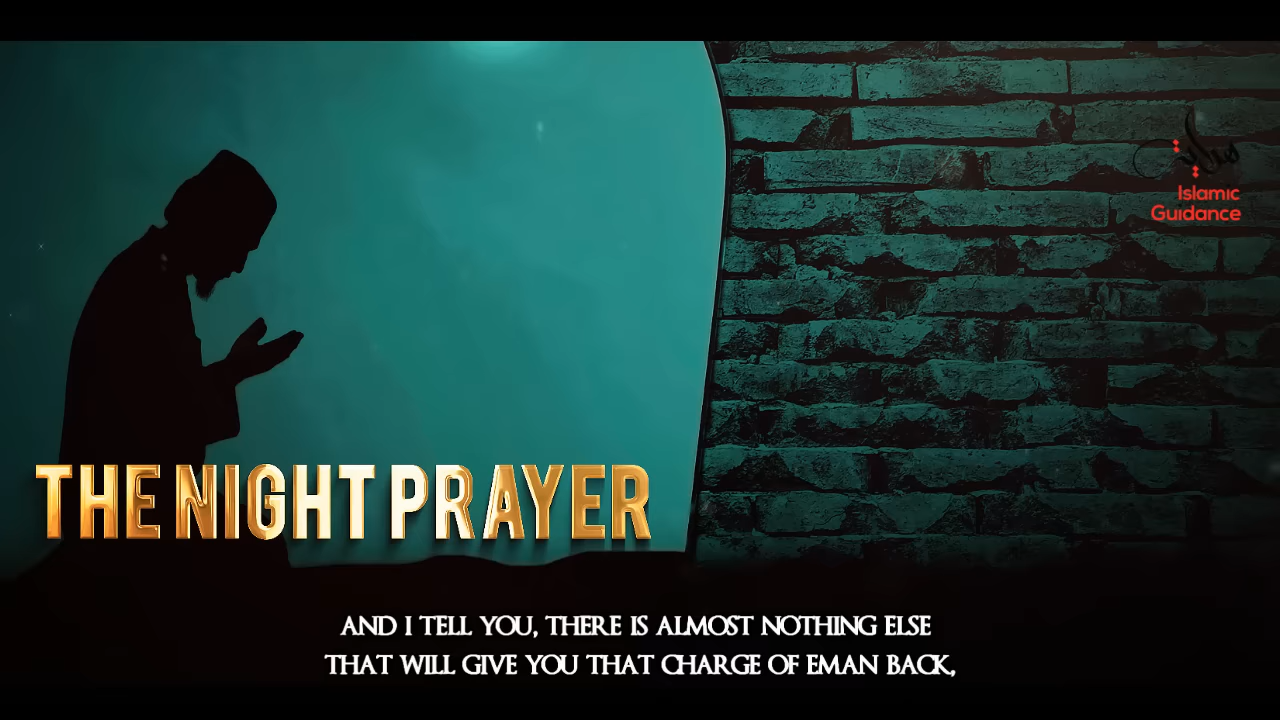 هداية
Islamic
Guidance
THE NIGHT PRAYER
AND I TELL YOU, THERE IS ALMOST NOTHING ELSE
THAT WILL GIVE YOU THAT CHARGE OF EMAN BACK,